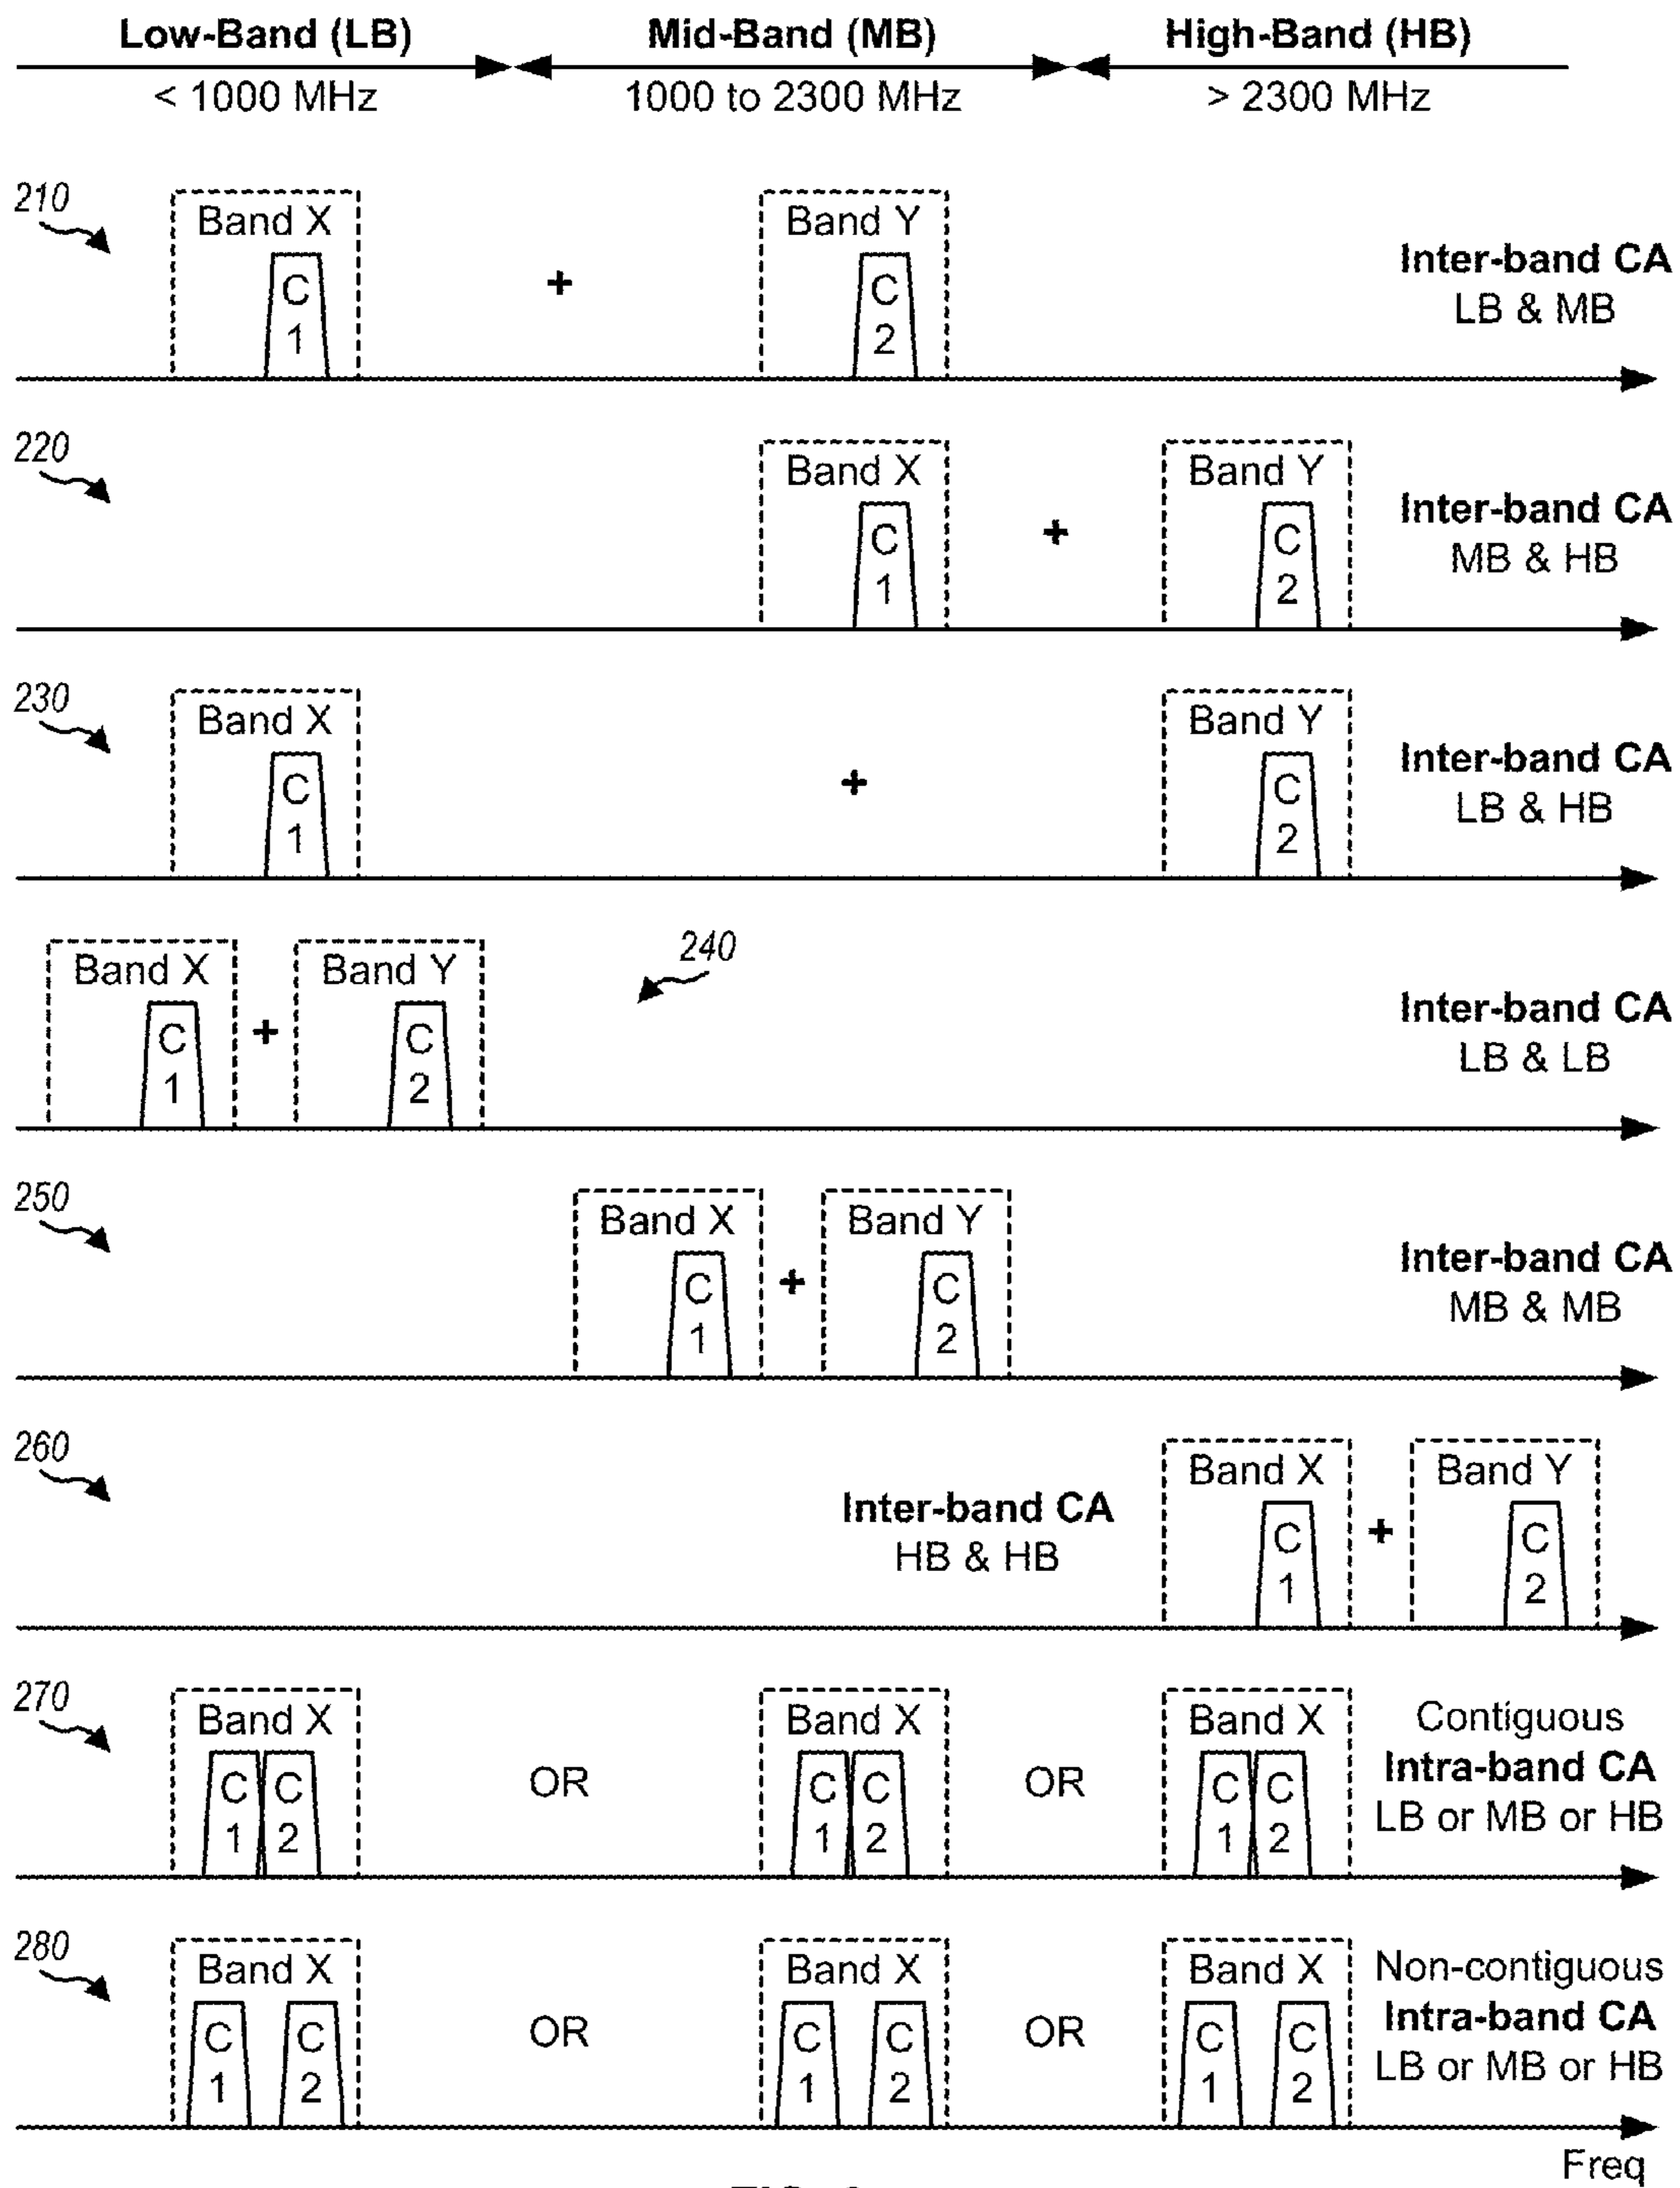 Low-Band (LB) Mid-Band (MB) High-Band (HB)
< 1000 MHz 1000 to 2300 MHz > 2300 MHz
210
Band X Band Y
C 1 + C 2
Inter-band CA
LB & MB
220
Band X Band Y
C 1 + C 2
Inter-band CA
MB & HB
230
Band X Band Y
C 1 + C 2
Inter-band CA
LB & HB
240
Band X Band Y
C 1 + C 2
Inter-band CA
LB & LB
250
Band X Band Y
C 1 + C 2
Inter-band CA
MB & MB
260
Inter-band CA
HB & HB
Band X Band Y
C 1 + C 2
270
Band X Band X Band X
C 1 C 2 OR C 1 C 2 OR C 1 C 2
Contiguous
Intra-band CA
LB or MB or HB
280
Band X Band X Band X
C 1 C 2 OR C 1 C 2 OR C 1 C 2
Non-contiguous
Intra-band CA
LB or MB or HB
Freq